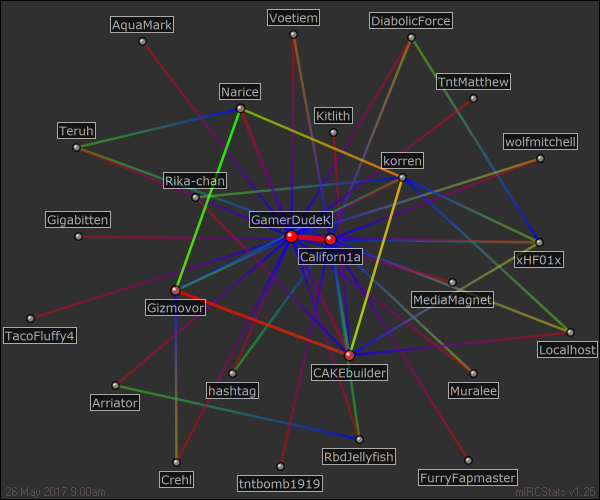 AquaMark
Voetiem
DiabolicForce
TntMatthew
Narice
Kitlith
Teruh
wolfmitchell
korren
Rika-chan
Gigabitten
GamerDudeK
Californ1a
xHF01x
MediaMagnet
Gizmovor
TacoFluffy4
Localhost
CAKEbuilder
Arriator
hashtag
Muralee
RbdJellyfish
Crehl
tntbomb1919
FurryFapmaster
26 May 2017 9:00am
mIRCStats v1.25